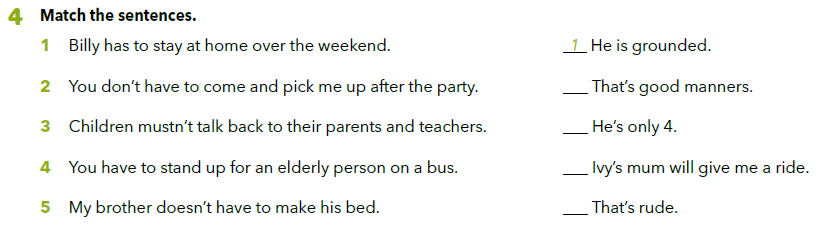 4 Match the sentences.
1 Billy has to stay at home over the weekend. 1 He is grounded.
2 You don't have to come and pick me up after the party. ___ That's good manners.
3 Children mustn't talk back to their parents and teachers. ___ He's only 4.
4 You have to stand up for an elderly person on a bus. ___ Ivy's mum will give me a ride.
5 My brother doesn't have to make his bed. ___ That's rude.